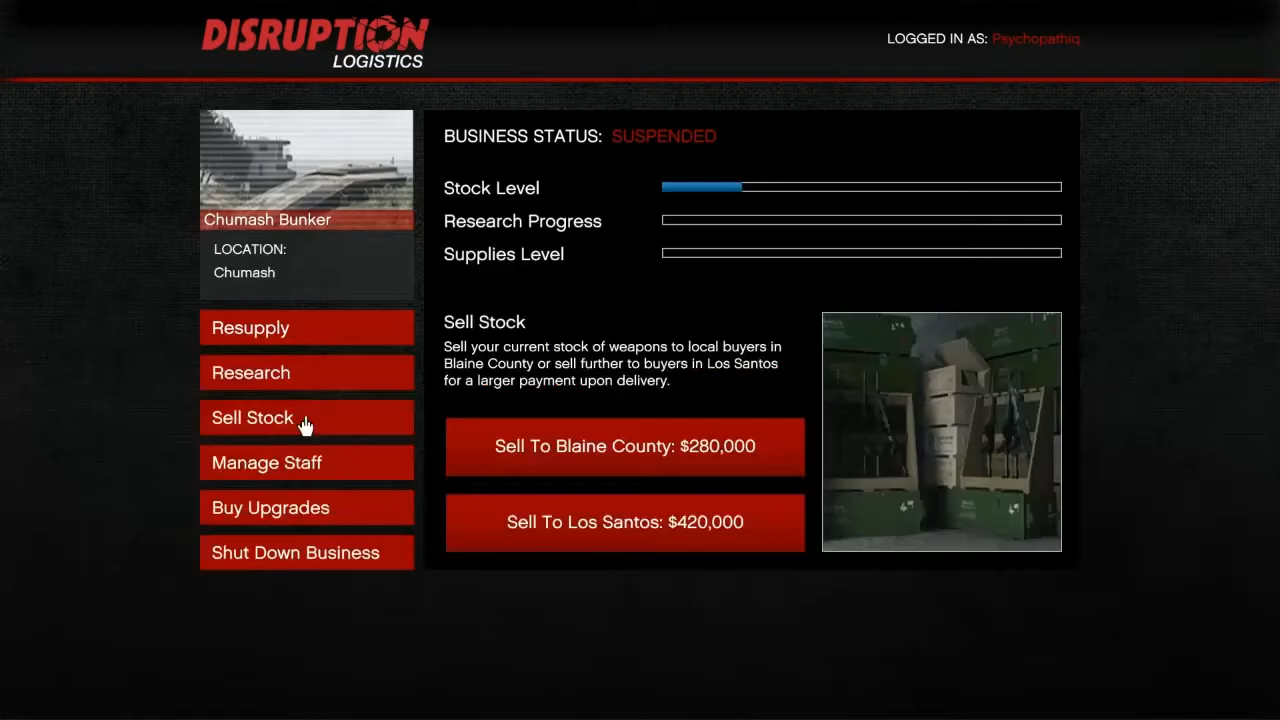 DISRUPTION
LOGISTICS
LOGGED IN AS: Psychopathiq
Chumash Bunker
LOCATION:
Chumash
Resupply
Research
Sell Stock
Manage Staff
Buy Upgrades
Shut Down Business
BUSINESS STATUS: SUSPENDED
Stock Level
Research Progress
Supplies Level
Sell Stock
Sell your current stock of weapons to local buyers in
Blaine County or sell further to buyers in Los Santos
for a larger payment upon delivery.
Sell To Blaine County: $280,000
Sell To Los Santos: $420,000